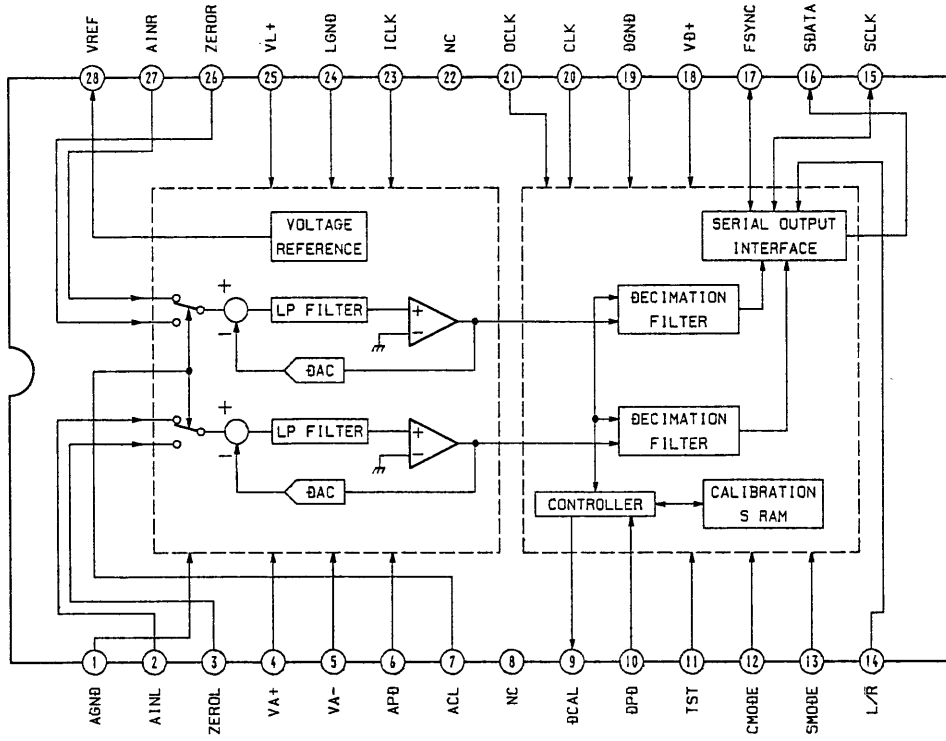 VREF
AINR
ZEROR
VL+
LGND
ICLK
NC
OCLK
CLK
DGND
VD+
FSYNC
SDATA
SCLK
28
27
26
25
24
23
22
21
20
19
18
17
16
15
VOLTAGE
REFERENCE
SERIAL OUTPUT
INTERFACE
+
−
LP FILTER
+
−
DAC
DECIMATION
FILTER
+
−
LP FILTER
+
−
DAC
DECIMATION
FILTER
CONTROLLER
CALIBRATION
S RAM
1
2
3
4
5
6
7
8
9
10
11
12
13
14
AGND
AINL
ZEROL
VA+
VA-
APD
ACL
NC
DCAL
DPD
TST
CMODE
SMODE
L/R̅